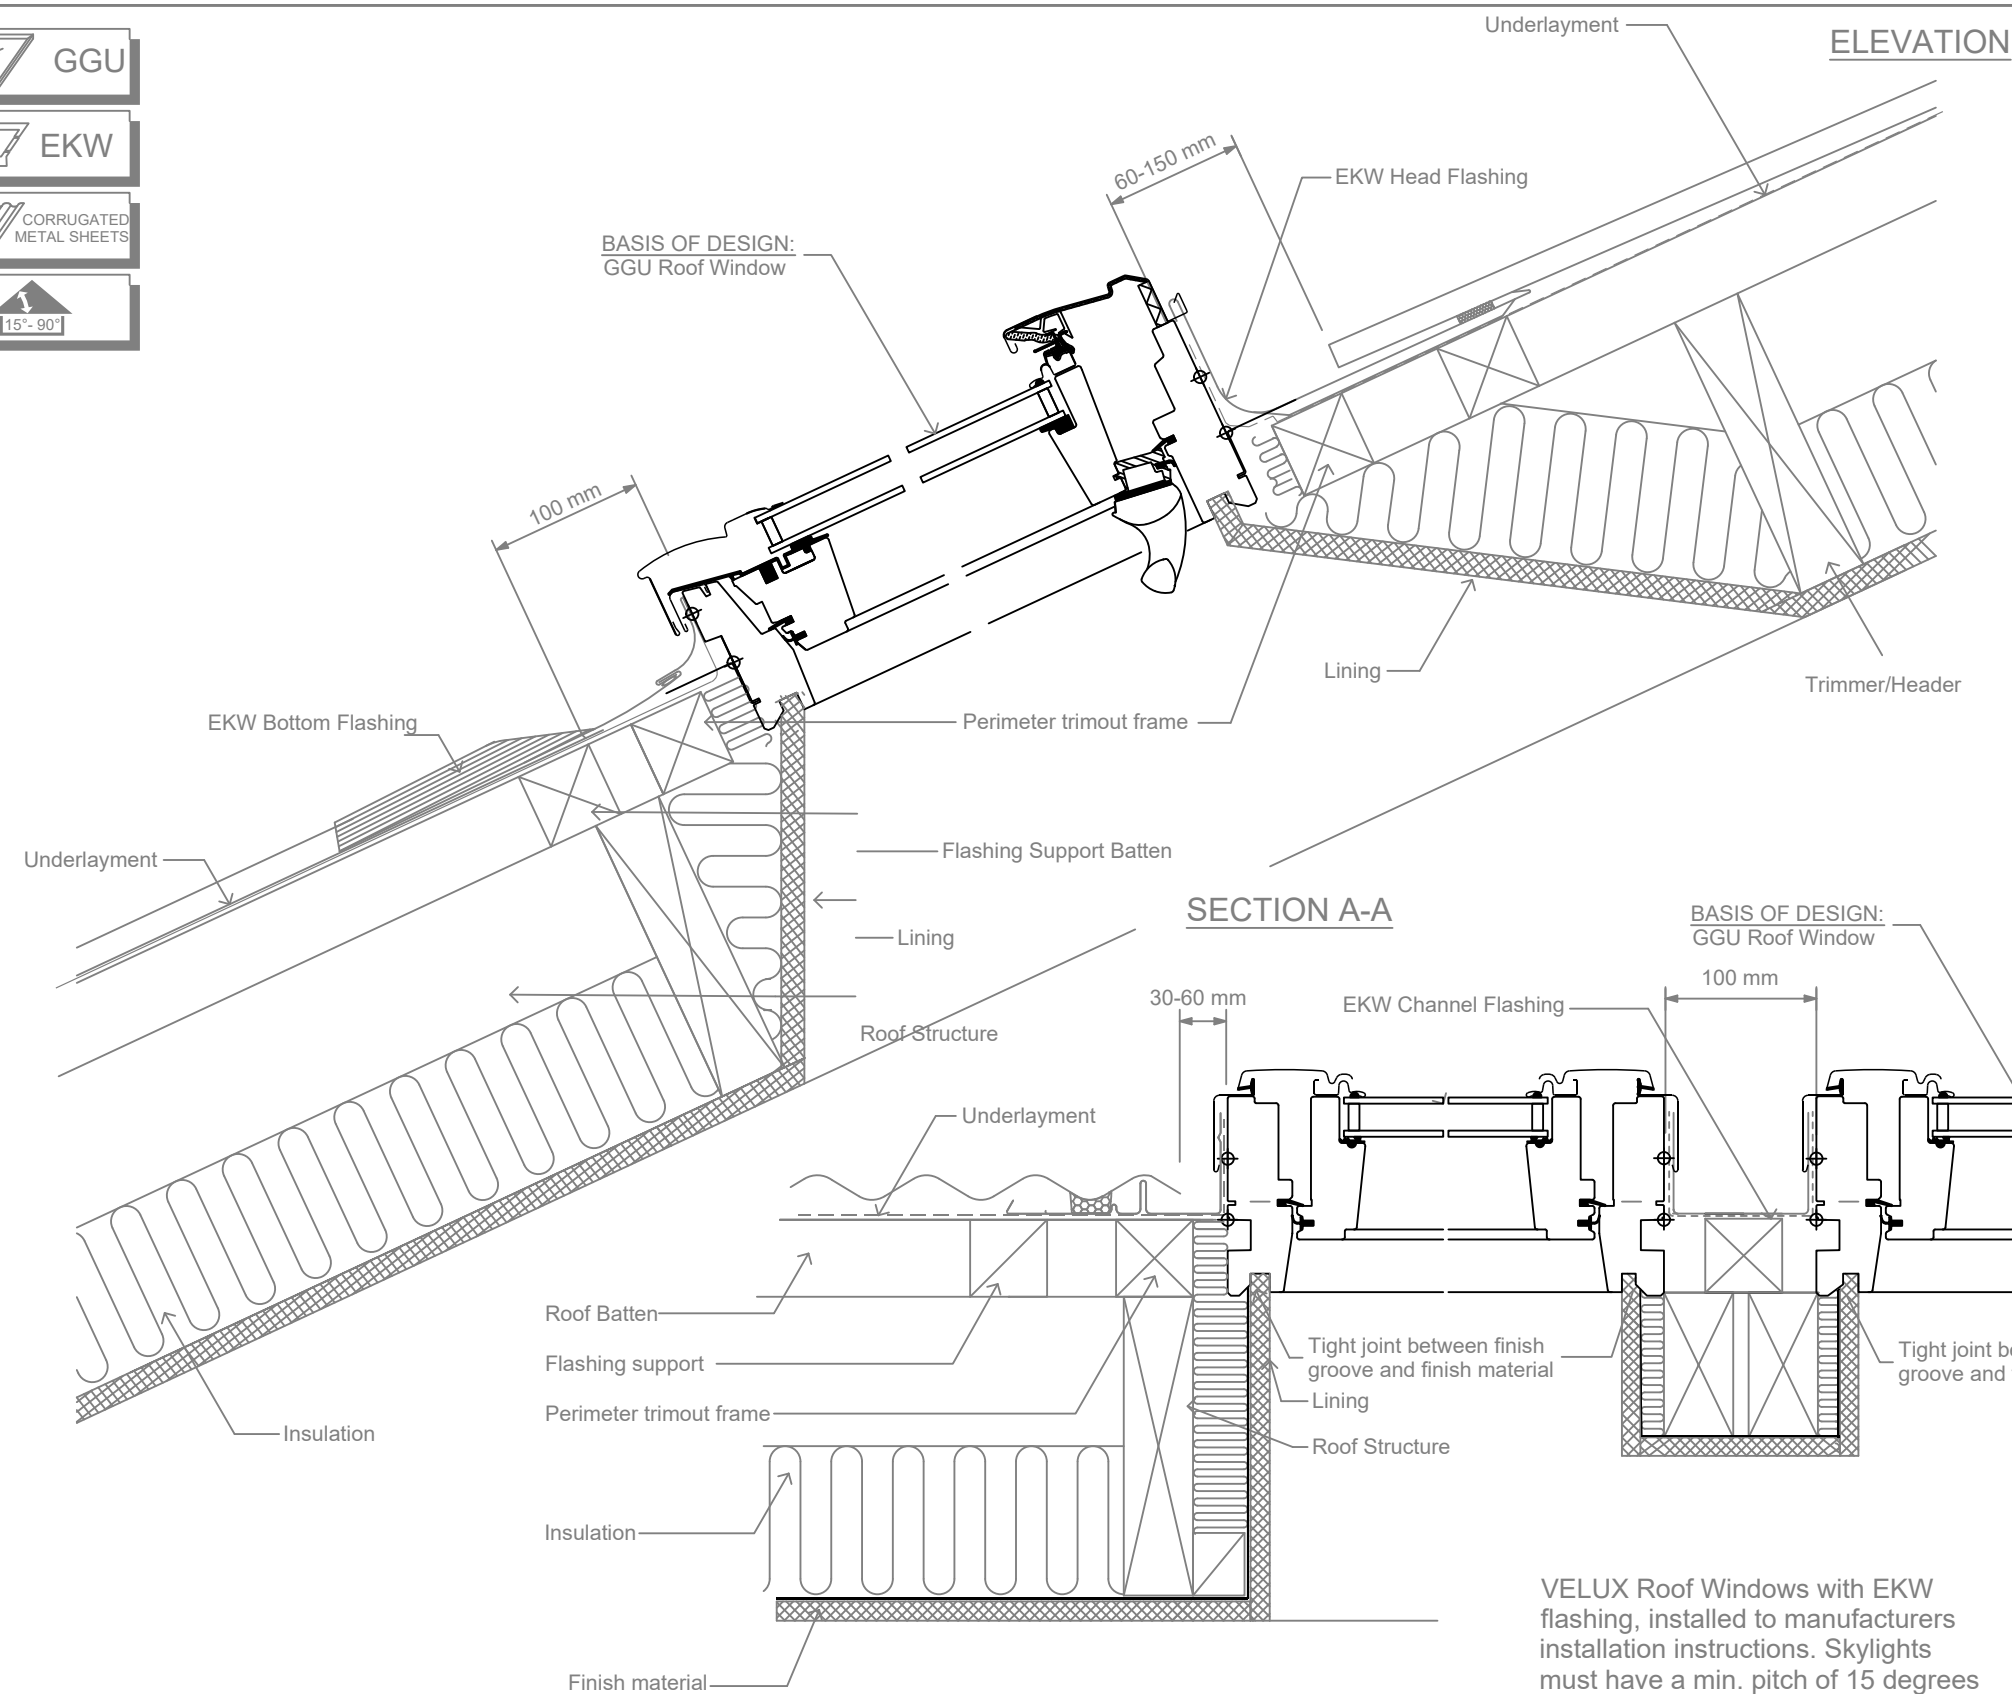 GGU
EKW
CORRUGATED
METAL SHEETS
15°- 90°
ELEVATION
Underlayment
60-150 mm
EKW Head Flashing
BASIS OF DESIGN:
GGU Roof Window
100 mm
Lining
Trimmer/Header
EKW Bottom Flashing
Perimeter trimout frame
Underlayment
Flashing Support Batten
Lining
Roof Structure
Insulation
SECTION A-A
BASIS OF DESIGN:
GGU Roof Window
30-60 mm
EKW Channel Flashing
100 mm
Underlayment
Roof Batten
Flashing support
Perimeter trimout frame
Tight joint between finish
groove and finish material
Lining
Roof Structure
Tight joint be
groove and
Insulation
Finish material
VELUX Roof Windows with EKW
flashing, installed to manufacturers
installation instructions. Skylights
must have a min. pitch of 15 degrees